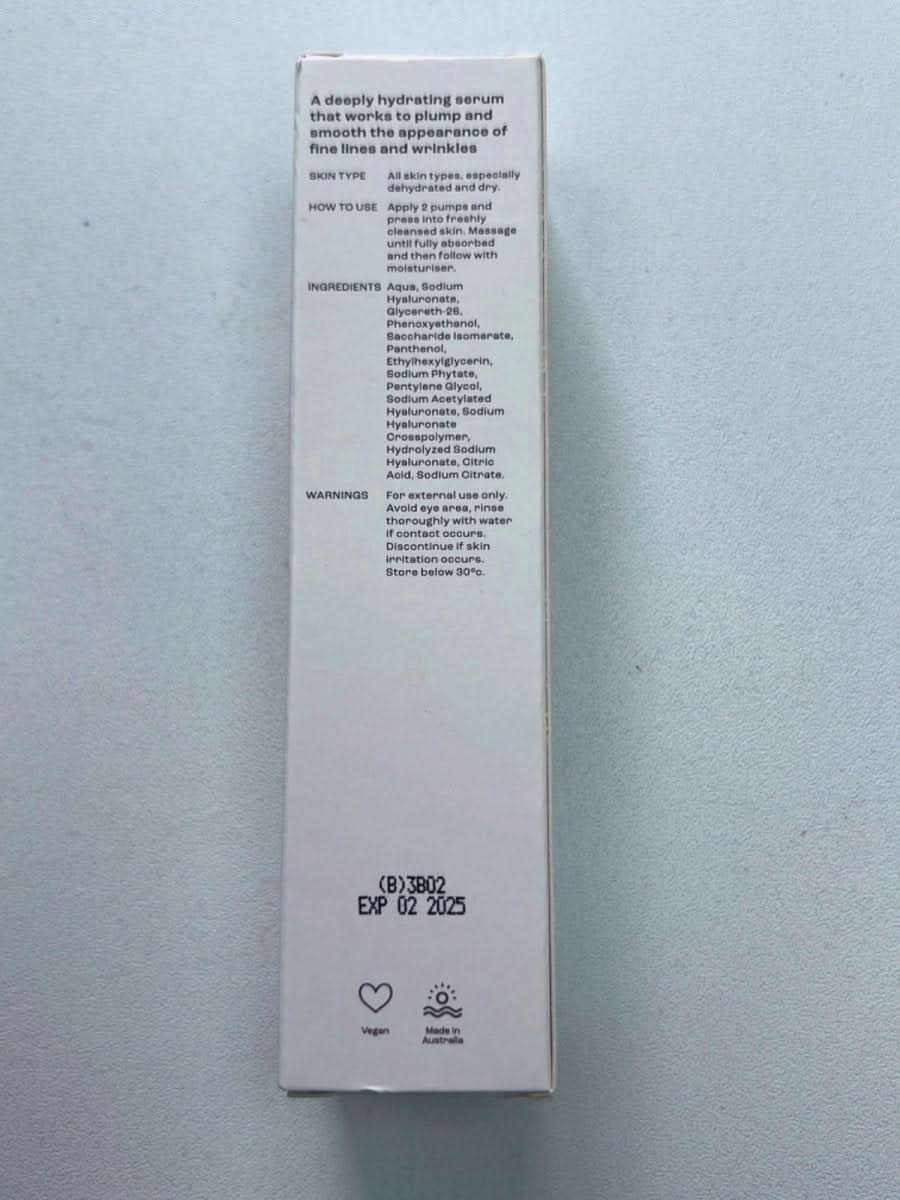 A deeply hydrating serum
that works to plump and
smooth the appearance of
fine lines and wrinkles
SKIN TYPE All skin types, especially
dehydrated and dry.
HOW TO USE Apply 2 pumps and
press into freshly
cleansed skin. Massage
until fully absorbed
and then follow with
moisturiser.
INGREDIENTS Aqua, Sodium
Hyaluronate,
Glycereth-26,
Phenoxyethanol,
Saccharide Isomerate,
Panthenol,
Ethylhexylglycerin,
Sodium Phytate,
Pentylene Glycol,
Sodium Acetylated
Hyaluronate, Sodium
Hyaluronate
Crosspolymer,
Hydrolyzed Sodium
Hyaluronate, Citric
Acid, Sodium Citrate.
WARNINGS For external use only.
Avoid eye area, rinse
thoroughly with water
if contact occurs.
Discontinue if skin
irritation occurs.
Store below 30°c.
(B)3B02
EXP 02 2025
Vegan
Made in
Australia